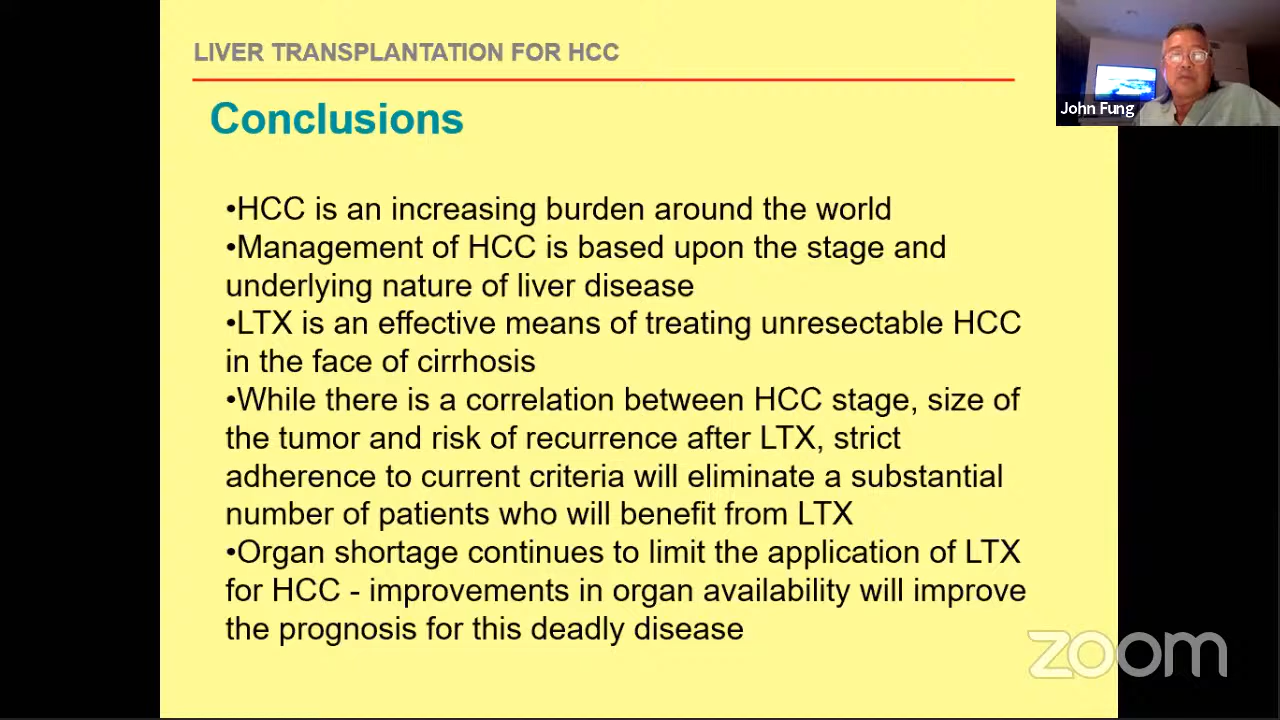 LIVER TRANSPLANTATION FOR HCC
Conclusions
•HCC is an increasing burden around the world
•Management of HCC is based upon the stage and
underlying nature of liver disease
•LTX is an effective means of treating unresectable HCC
in the face of cirrhosis
•While there is a correlation between HCC stage, size of
the tumor and risk of recurrence after LTX, strict
adherence to current criteria will eliminate a substantial
number of patients who will benefit from LTX
•Organ shortage continues to limit the application of LTX
for HCC - improvements in organ availability will improve
the prognosis for this deadly disease
John Fung
zoom